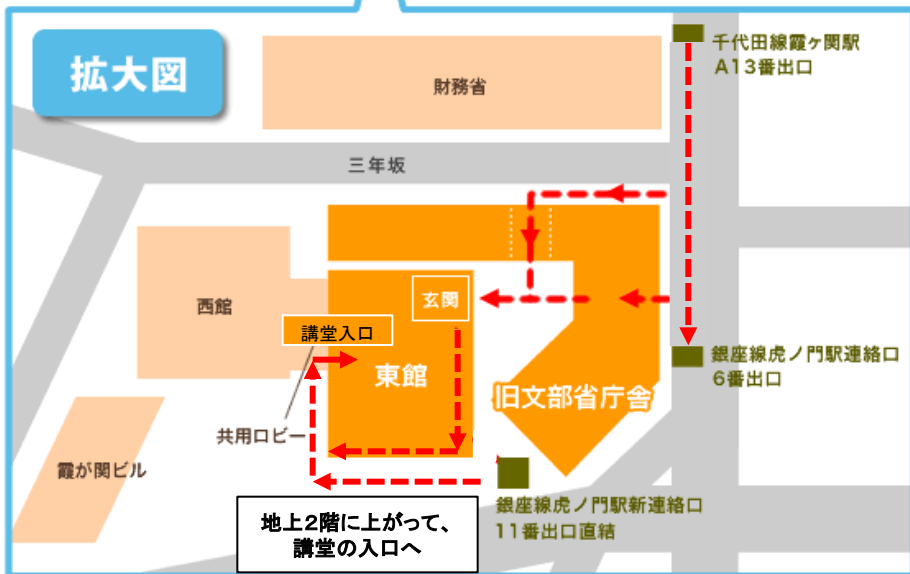 拡大図
財務省
千代田線霞ヶ関駅
A13番出口
三年坂
西館
玄関
講堂入口
東館
旧文部省庁舎
銀座線虎ノ門駅連絡口
6番出口
共用ロビー
霞が関ビル
地上2階に上がって、
講堂の入口へ
銀座線虎ノ門駅新連絡口
11番出口直結